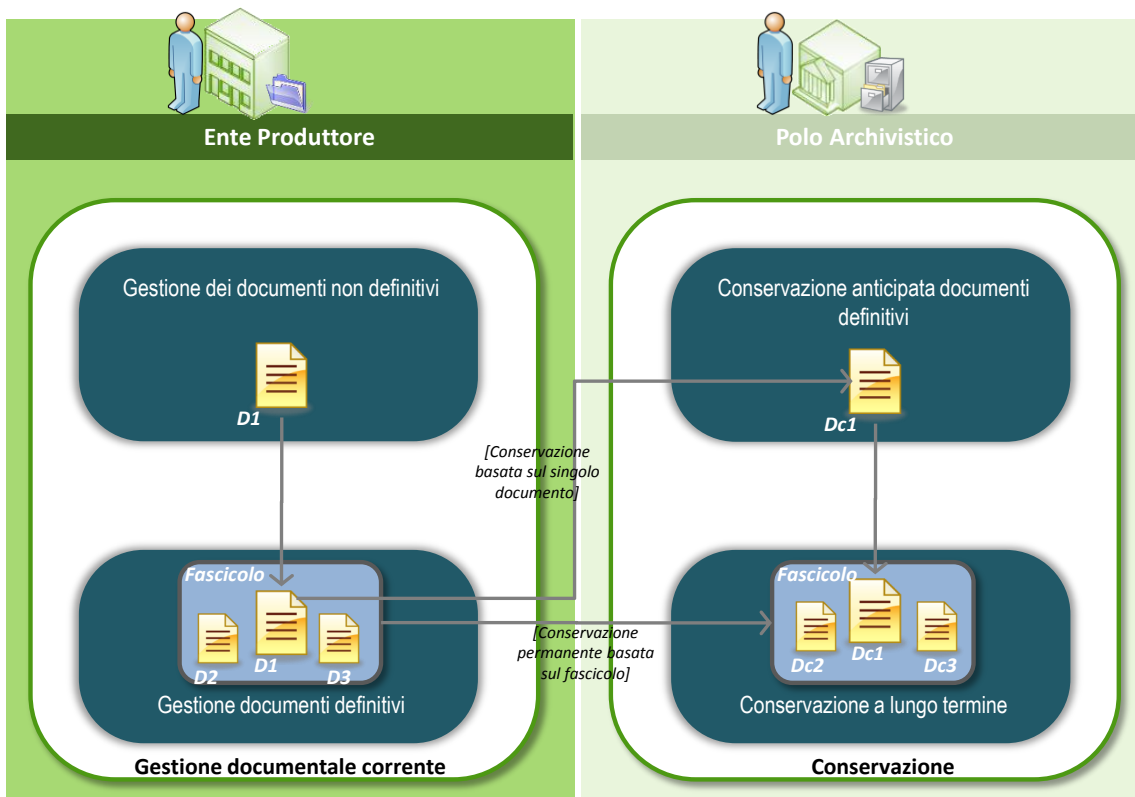 Ente Produttore
Polo Archivistico
Gestione dei documenti non definitivi
D1
Conservazione anticipata documenti
definitivi
Dc1
[Conservazione
basata sul singolo
documento]
Fascicolo
D2
D1
D3
Gestione documenti definitivi
[Conservazione
permanente basata
sul fascicolo]
Fascicolo
Dc2
Dc1
Dc3
Conservazione a lungo termine
Gestione documentale corrente
Conservazione